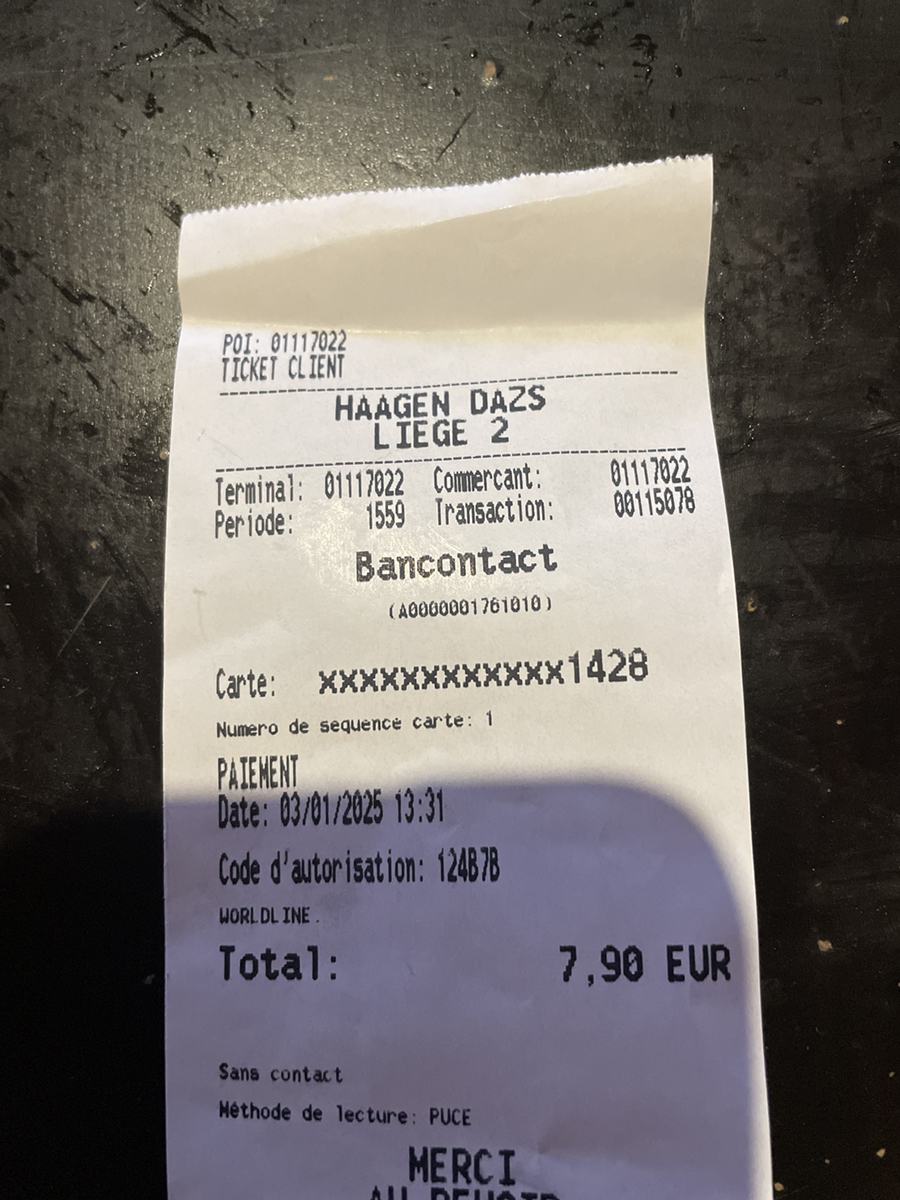 POI: 01117022
TICKET CLIENT
HAAGEN DAZS
LIEGE 2
Terminal: 01117022 Commercant: 01117022
Periode: 1559 Transaction: 00115078
Bancontact
(A0000001761010)
Carte: xxxxxxxxxxxx1428
Numero de sequence carte: 1
PAIEMENT
Date: 03/01/2025 13:31
Code d'autorisation: 124B7B
WORLDLINE.
Total: 7,90 EUR
Sans contact
Méthode de lecture: PUCE
MERCI
AU REVOIR